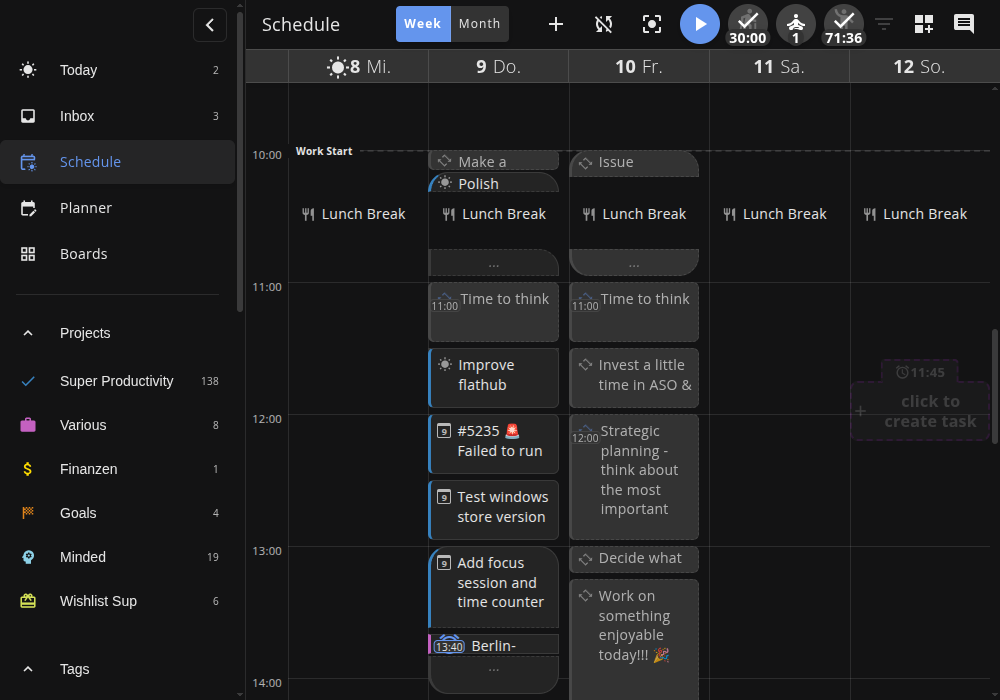 Schedule
Week
Month
30:00
1
71:36
Today 2
Inbox 3
Schedule
Planner
Boards
Projects
Super Productivity 138
Various 8
Finanzen 1
Goals 4
Minded 19
Wishlist Sup 6
Tags
8 Mi.
9 Do.
10 Fr.
11 Sa.
12 So.
10:00
Work Start
11:00
12:00
13:00
14:00
Lunch Break
Make a
Polish
Lunch Break
...
11:00 Time to think
Improve
flathub
9 #5235 🚨
Failed to run
9 Test windows
store version
9 Add focus
session and
time counter
13:40 Berlin-
...
Issue
Lunch Break
...
11:00 Time to think
Invest a little
time in ASO &
12:00 Strategic
planning -
think about
the most
important
Decide what
Work on
something
enjoyable
today!!! 🎉
Lunch Break
Lunch Break
11:45
+ click to
create task